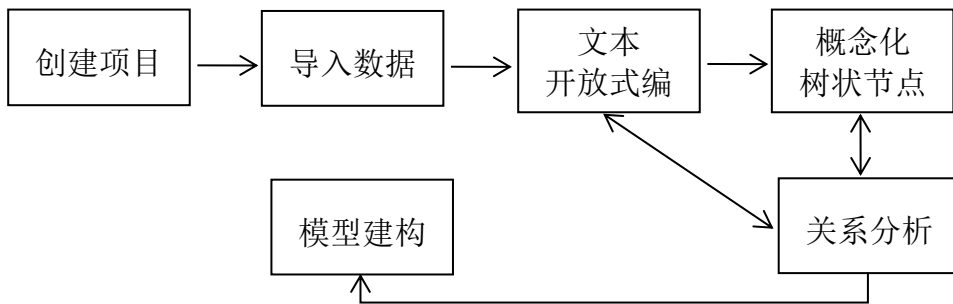 创建项目
导入数据
文本
开放式编
概念化
树状节点
模型建构
关系分析